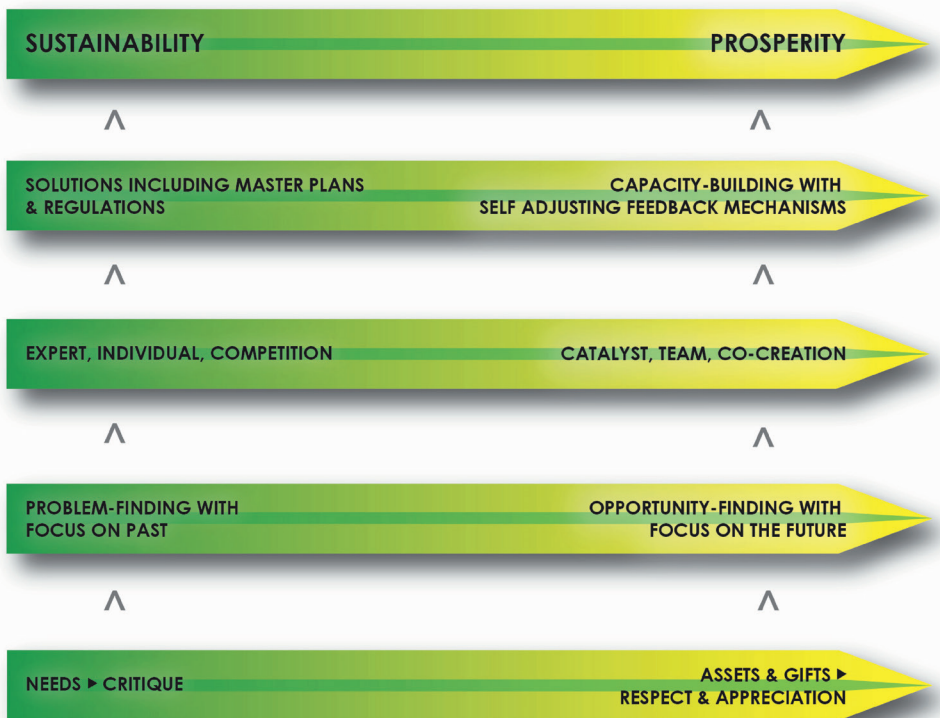 SUSTAINABILITY
PROSPERITY
^
^
SOLUTIONS INCLUDING MASTER PLANS
& REGULATIONS
CAPACITY-BUILDING WITH
SELF ADJUSTING FEEDBACK MECHANISMS
^
^
EXPERT, INDIVIDUAL, COMPETITION
CATALYST, TEAM, CO-CREATION
^
^
PROBLEM-FINDING WITH
FOCUS ON PAST
OPPORTUNITY-FINDING WITH
FOCUS ON THE FUTURE
^
^
NEEDS ▶ CRITIQUE
ASSETS & GIFTS ▶
RESPECT & APPRECIATION